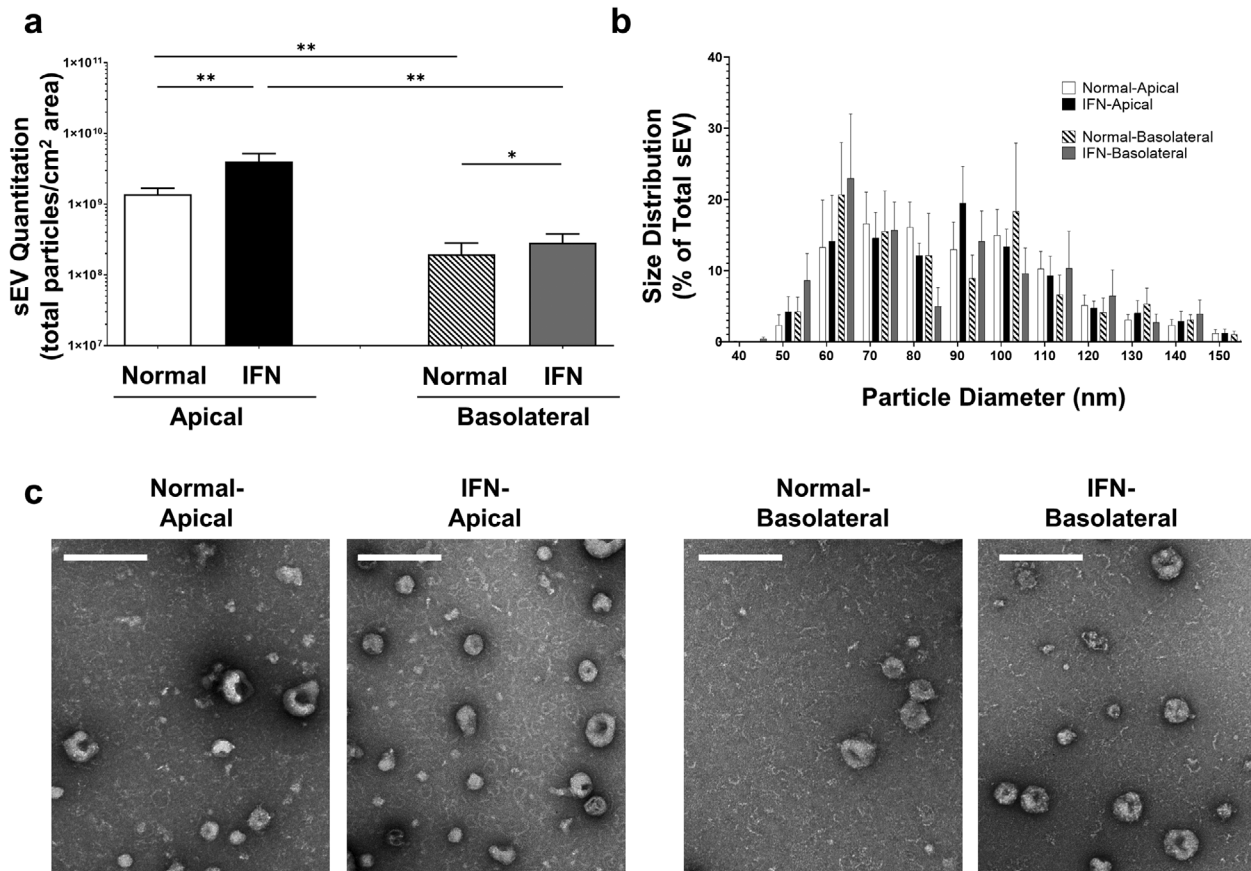 a
sEV Quantitation
(total particles/cm² area)
1×10¹¹
1×10¹⁰
1×10⁹
1×10⁸
1×10⁷
**
**
**
*
Normal IFN Normal IFN
Apical Basolateral
b
Size Distribution
(% of Total sEV)
40
30
20
10
0
Normal-Apical
IFN-Apical
Normal-Basolateral
IFN-Basolateral
40 50 60 70 80 90 100 110 120 130 140 150
Particle Diameter (nm)
c
Normal-
Apical
IFN-
Apical
Normal-
Basolateral
IFN-
Basolateral